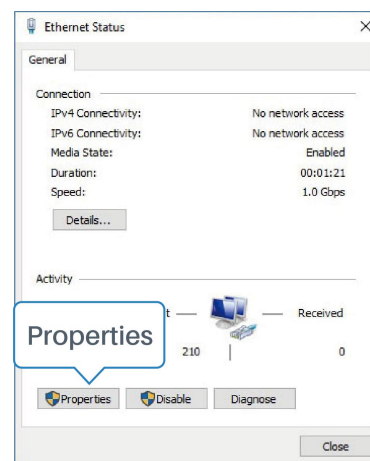 Ethernet Status
General
Connection
IPv4 Connectivity: No network access
IPv6 Connectivity: No network access
Media State: Enabled
Duration: 00:01:21
Speed: 1.0 Gbps
Details...
Activity
Received
Properties
210 0
Properties Disable Diagnose
Close